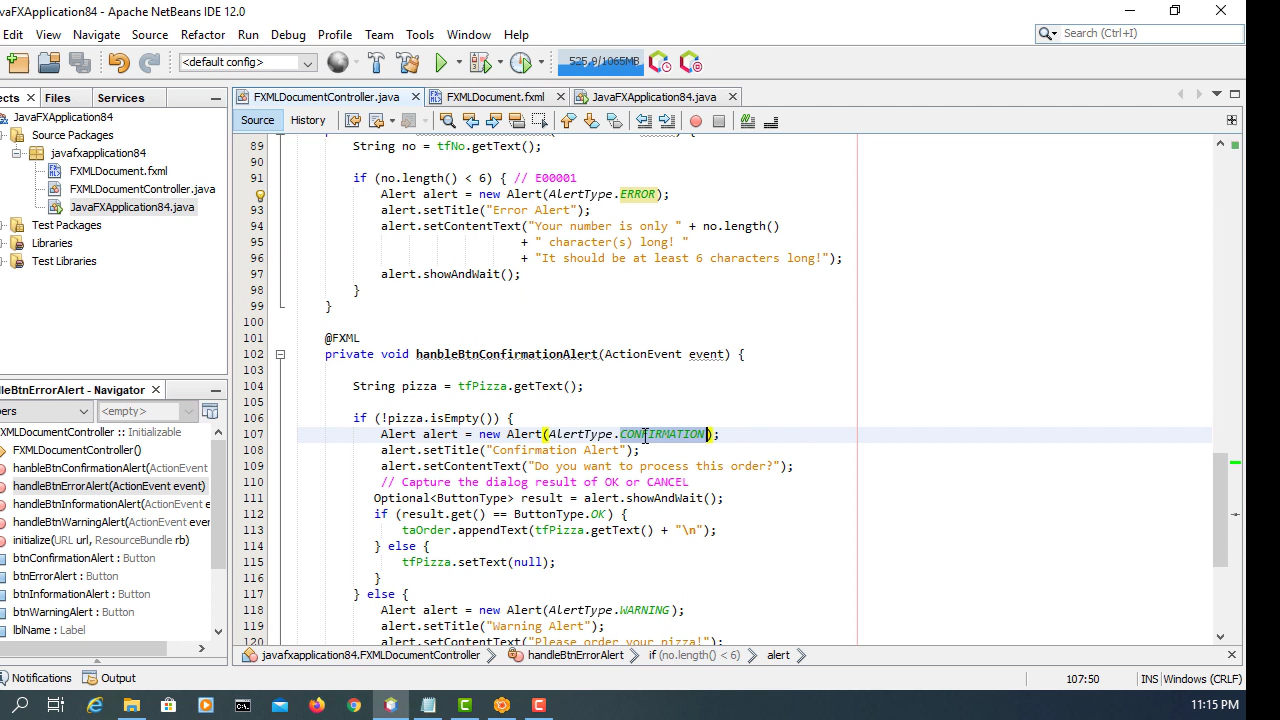 JavaFXApplication84 - Apache NetBeans IDE 12.0
Edit View Navigate Source Refactor Run Debug Profile Team Tools Window Help
Search (Ctrl+I)
<default config>
525.9/1065MB
Files Services
FXMLDocumentController.java FXMLDocument.fxml JavaFXApplication84.java
Source History
JavaFXApplication84
Source Packages
javafxapplication84
FXMLDocument.fxml
FXMLDocumentController.java
JavaFXApplication84.java
Test Packages
Libraries
Test Libraries
89 String no = tfNo.getText();
90
91 if (no.length() < 6) { // E00001
Alert alert = new Alert(AlertType.ERROR);
93 alert.setTitle("Error Alert");
94 alert.setContentText("Your number is only " + no.length()
95 + " character(s) long! "
96 + "It should be at least 6 characters long!");
97 alert.showAndWait();
98 }
99 }
100
101 @FXML
102 private void hanbleBtnConfirmationAlert(ActionEvent event) {
103
104 String pizza = tfPizza.getText();
105
106 if (!pizza.isEmpty()) {
107 Alert alert = new Alert(AlertType.CONFIRMATION);
108 alert.setTitle("Confirmation Alert");
109 alert.setContentText("Do you want to process this order?");
110 // Capture the dialog result of OK or CANCEL
111 Optional<ButtonType> result = alert.showAndWait();
112 if (result.get() == ButtonType.OK) {
113 taOrder.appendText(tfPizza.getText() + "\n");
114 } else {
115 tfPizza.setText(null);
116 }
117 } else {
118 Alert alert = new Alert(AlertType.WARNING);
119 alert.setTitle("Warning Alert");
120 alert.setContentText("Please order your pizza!");
dleBtnErrorAlert - Navigator
<empty>
XMLDocumentController :: Initializable
FXMLDocumentController()
hanbleBtnConfirmationAlert(ActionEvent
handleBtnErrorAlert(ActionEvent event)
handleBtnInformationAlert(ActionEvent e
handleBtnWarningAlert(ActionEvent even
initialize(URL url, ResourceBundle rb)
btnConfirmationAlert : Button
btnErrorAlert : Button
btnInformationAlert : Button
btnWarningAlert : Button
lblName : Label
javafxapplication84.FXMLDocumentController handleBtnErrorAlert if (no.length() < 6) alert
Notifications Output
107:50 INS Windows (CRLF)
11:15 PM